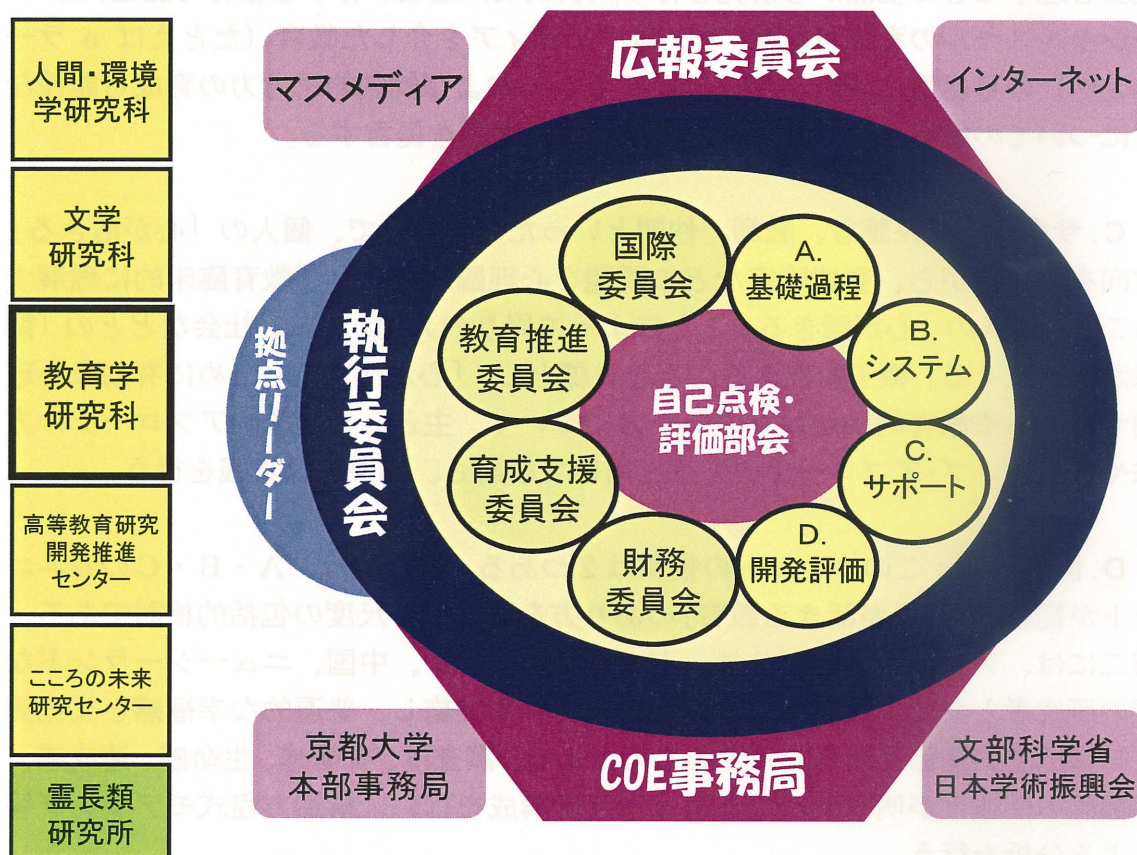 人間・環境
学研究科
文学
研究科
教育学
研究科
高等教育研究
開発推進
センター
こころの未来
研究センター
霊長類
研究所
マスメディア
広報委員会
インターネット
拠点リーダー
執行委員会
国際
委員会
教育推進
委員会
育成支援
委員会
財務
委員会
A.
基礎過程
B.
システム
C.
サポート
D.
開発評価
自己点検・
評価部会
京都大学
本部事務局
COE事務局
文部科学省
日本学術振興会